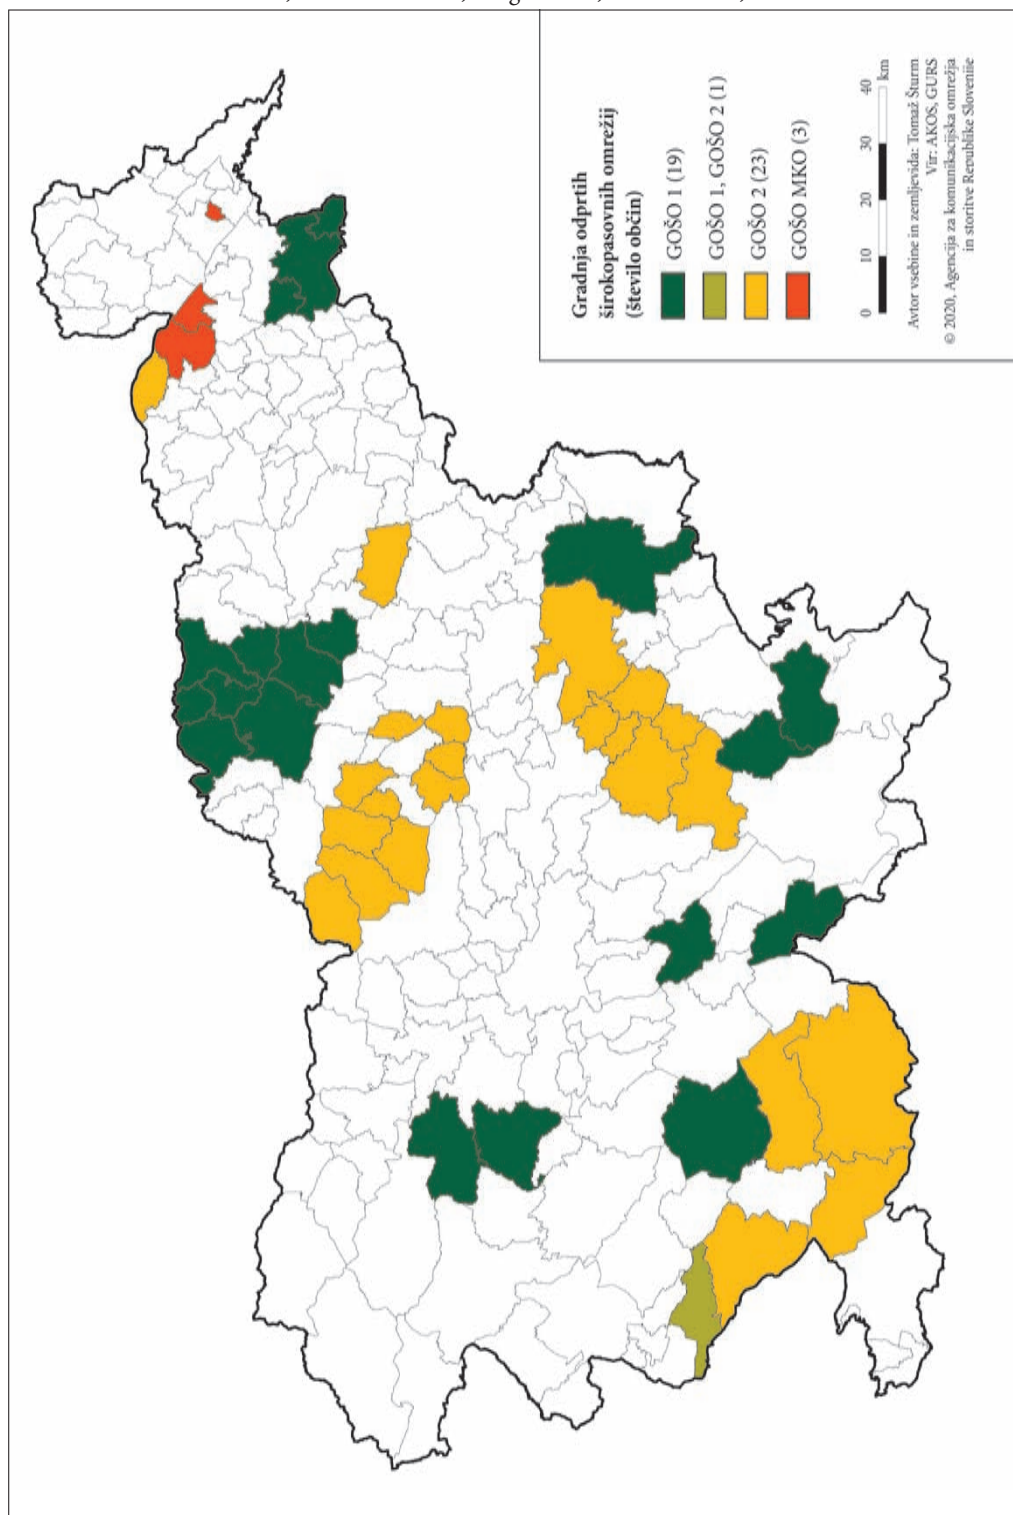 Gradnja odprtih
širokopasovnih omrežij
(število občin)
GOŠO 1 (19)
GOŠO 1, GOŠO 2 (1)
GOŠO 2 (23)
GOŠO MKO (3)
0 10 20 30 40
km
Avtor vsebine in zemljevida: Tomaž Šturm
Vir: AKOS, GURS
© 2020, Agencija za komunikacijska omrežja
in storitve Republike Slovenije